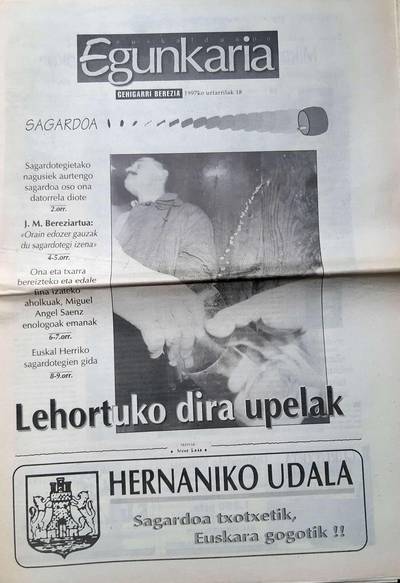 euskaldunon
Egunkaria
GEHIGARRI BEREZIA 1997ko urtarrilak 18
SAGARDOA
Sagardotegietako
nagusiek aurtengo
sagardoa oso ona
datorrela diote
2.orr.
J. M. Bereziartua:
«Orain edozer gauzak
du sagardotegi izena»
4-5.orr.
Ona eta txarra
bereizteko eta edale
fina izateko
aholkuak, Miguel
Angel Saenz
enologoak emanak
6-7.orr.
Euskal Herriko
sagardotegien gida
8-9.orr.
Lehortuko dira upelak
HERNANIKO UDALA
Sagardoa txotxetik,
Euskara gogotik !!